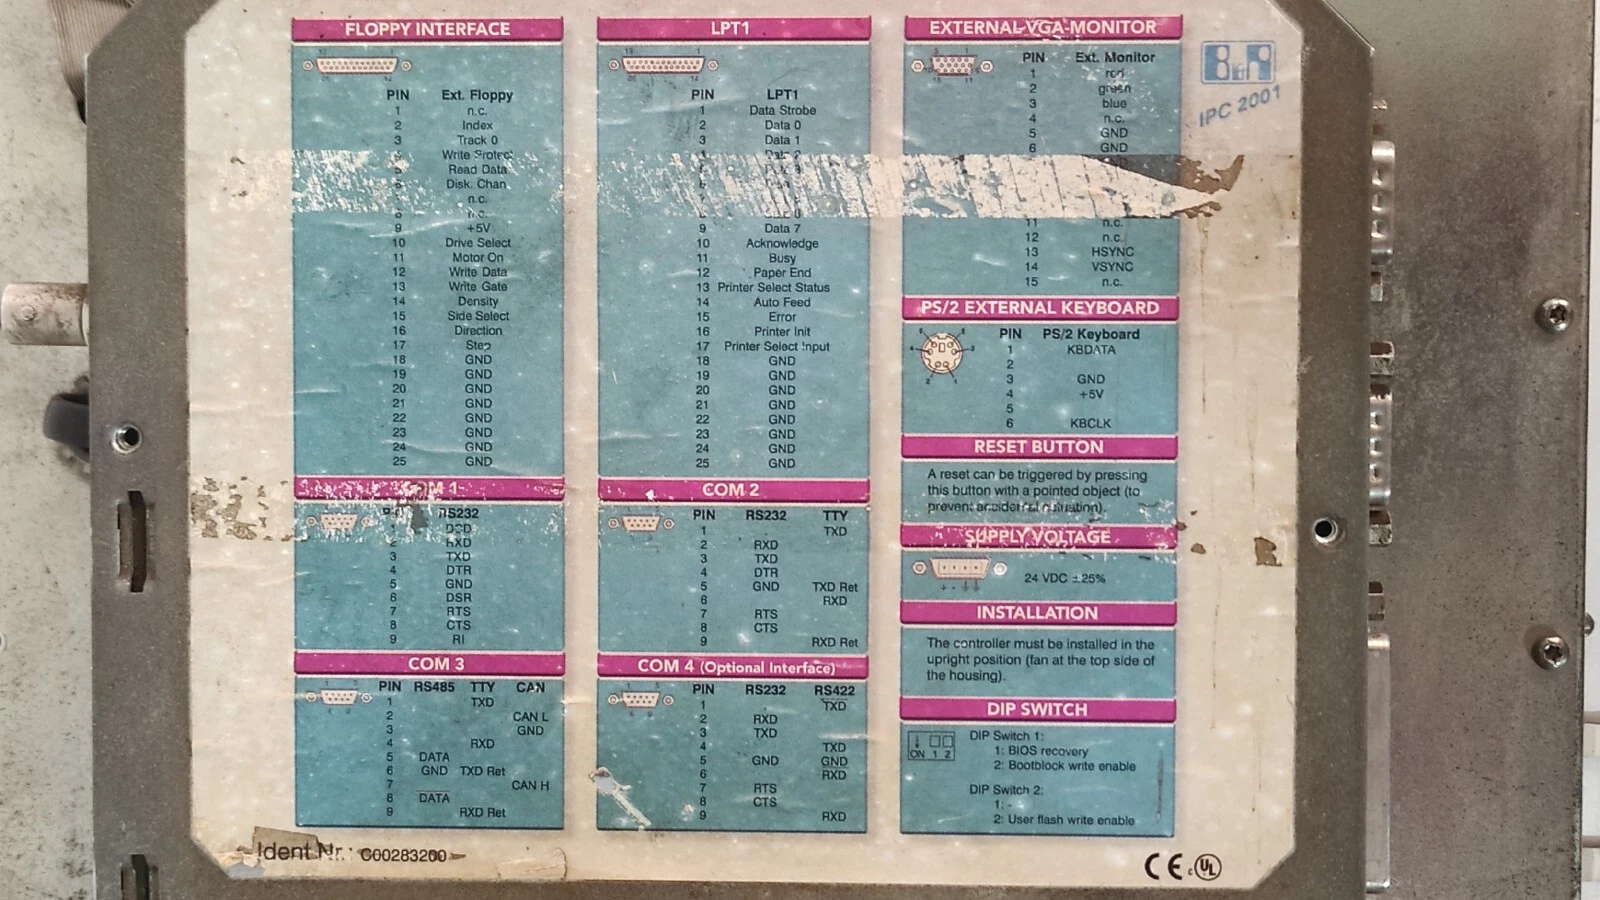 FLOPPY INTERFACE
PIN Ext. Floppy
1 n.c.
2 Index
3 Track 0
Write
5 Read Data
Disk. Chan
n.c.
n.c.
9 +5V
10 Drive Select
11 Motor On
12 Write Data
13 Write Gate
14 Density
15 Side Select
16 Direction
17 Step
18 GND
19 GND
20 GND
21 GND
22 GND
23 GND
24 GND
25 GND
LPT1
PIN LPT1
1 Data Strobe
2 Data 0
3 Data 1
9 Data 7
10 Acknowledge
11 Busy
12 Paper End
13 Printer Select Status
14 Auto Feed
15 Error
16 Printer Init
17 Printer Select Input
18 GND
19 GND
20 GND
21 GND
22 GND
23 GND
24 GND
25 GND
EXTERNAL-VGA-MONITOR
PIN Ext. Monitor
1 red
2 green
3 blue
4 n.c.
5 GND
6 GND
11 n.c.
12 n.c.
13 HSYNC
14 VSYNC
15 n.c.
B&R
IPC 2001
PS/2 EXTERNAL KEYBOARD
PIN PS/2 Keyboard
1 KBDATA
2
3 GND
4 +5V
5
6 KBCLK
RESET BUTTON
A reset can be triggered by pressing
this button with a pointed object (to
prevent
SUPPLY VOLTAGE
24 VDC ±25%
INSTALLATION
The controller must be installed in the
upright position (fan at the top side of
the housing).
DIP SWITCH
ON 1 2
DIP Switch 1:
1: BIOS recovery
2: Bootblock write enable
DIP Switch 2:
1: -
2: User flash write enable
COM 1
RS232
DCD
2 RXD
3 TXD
4 DTR
5 GND
6 DSR
7 RTS
8 CTS
9 RI
COM 2
PIN RS232 TTY
1 TXD
2 RXD
3 TXD
4 DTR
5 GND TXD Ret
6 RXD
7 RTS
8 CTS
9 RXD Ret
COM 3
PIN RS485 TTY CAN
1 TXD
2 CAN L
3 GND
4 RXD
5 DATA
6 GND TXD Ret
7 CAN H
8 DATA
9 RXD Ret
COM 4 (Optional Interface)
PIN RS232 RS422
1 TXD
2 RXD
3 TXD
4 TXD
5 GND GND
6 RXD
7 RTS
8 CTS
9 RXD
Ident Nr.: C00283200
CE c UL